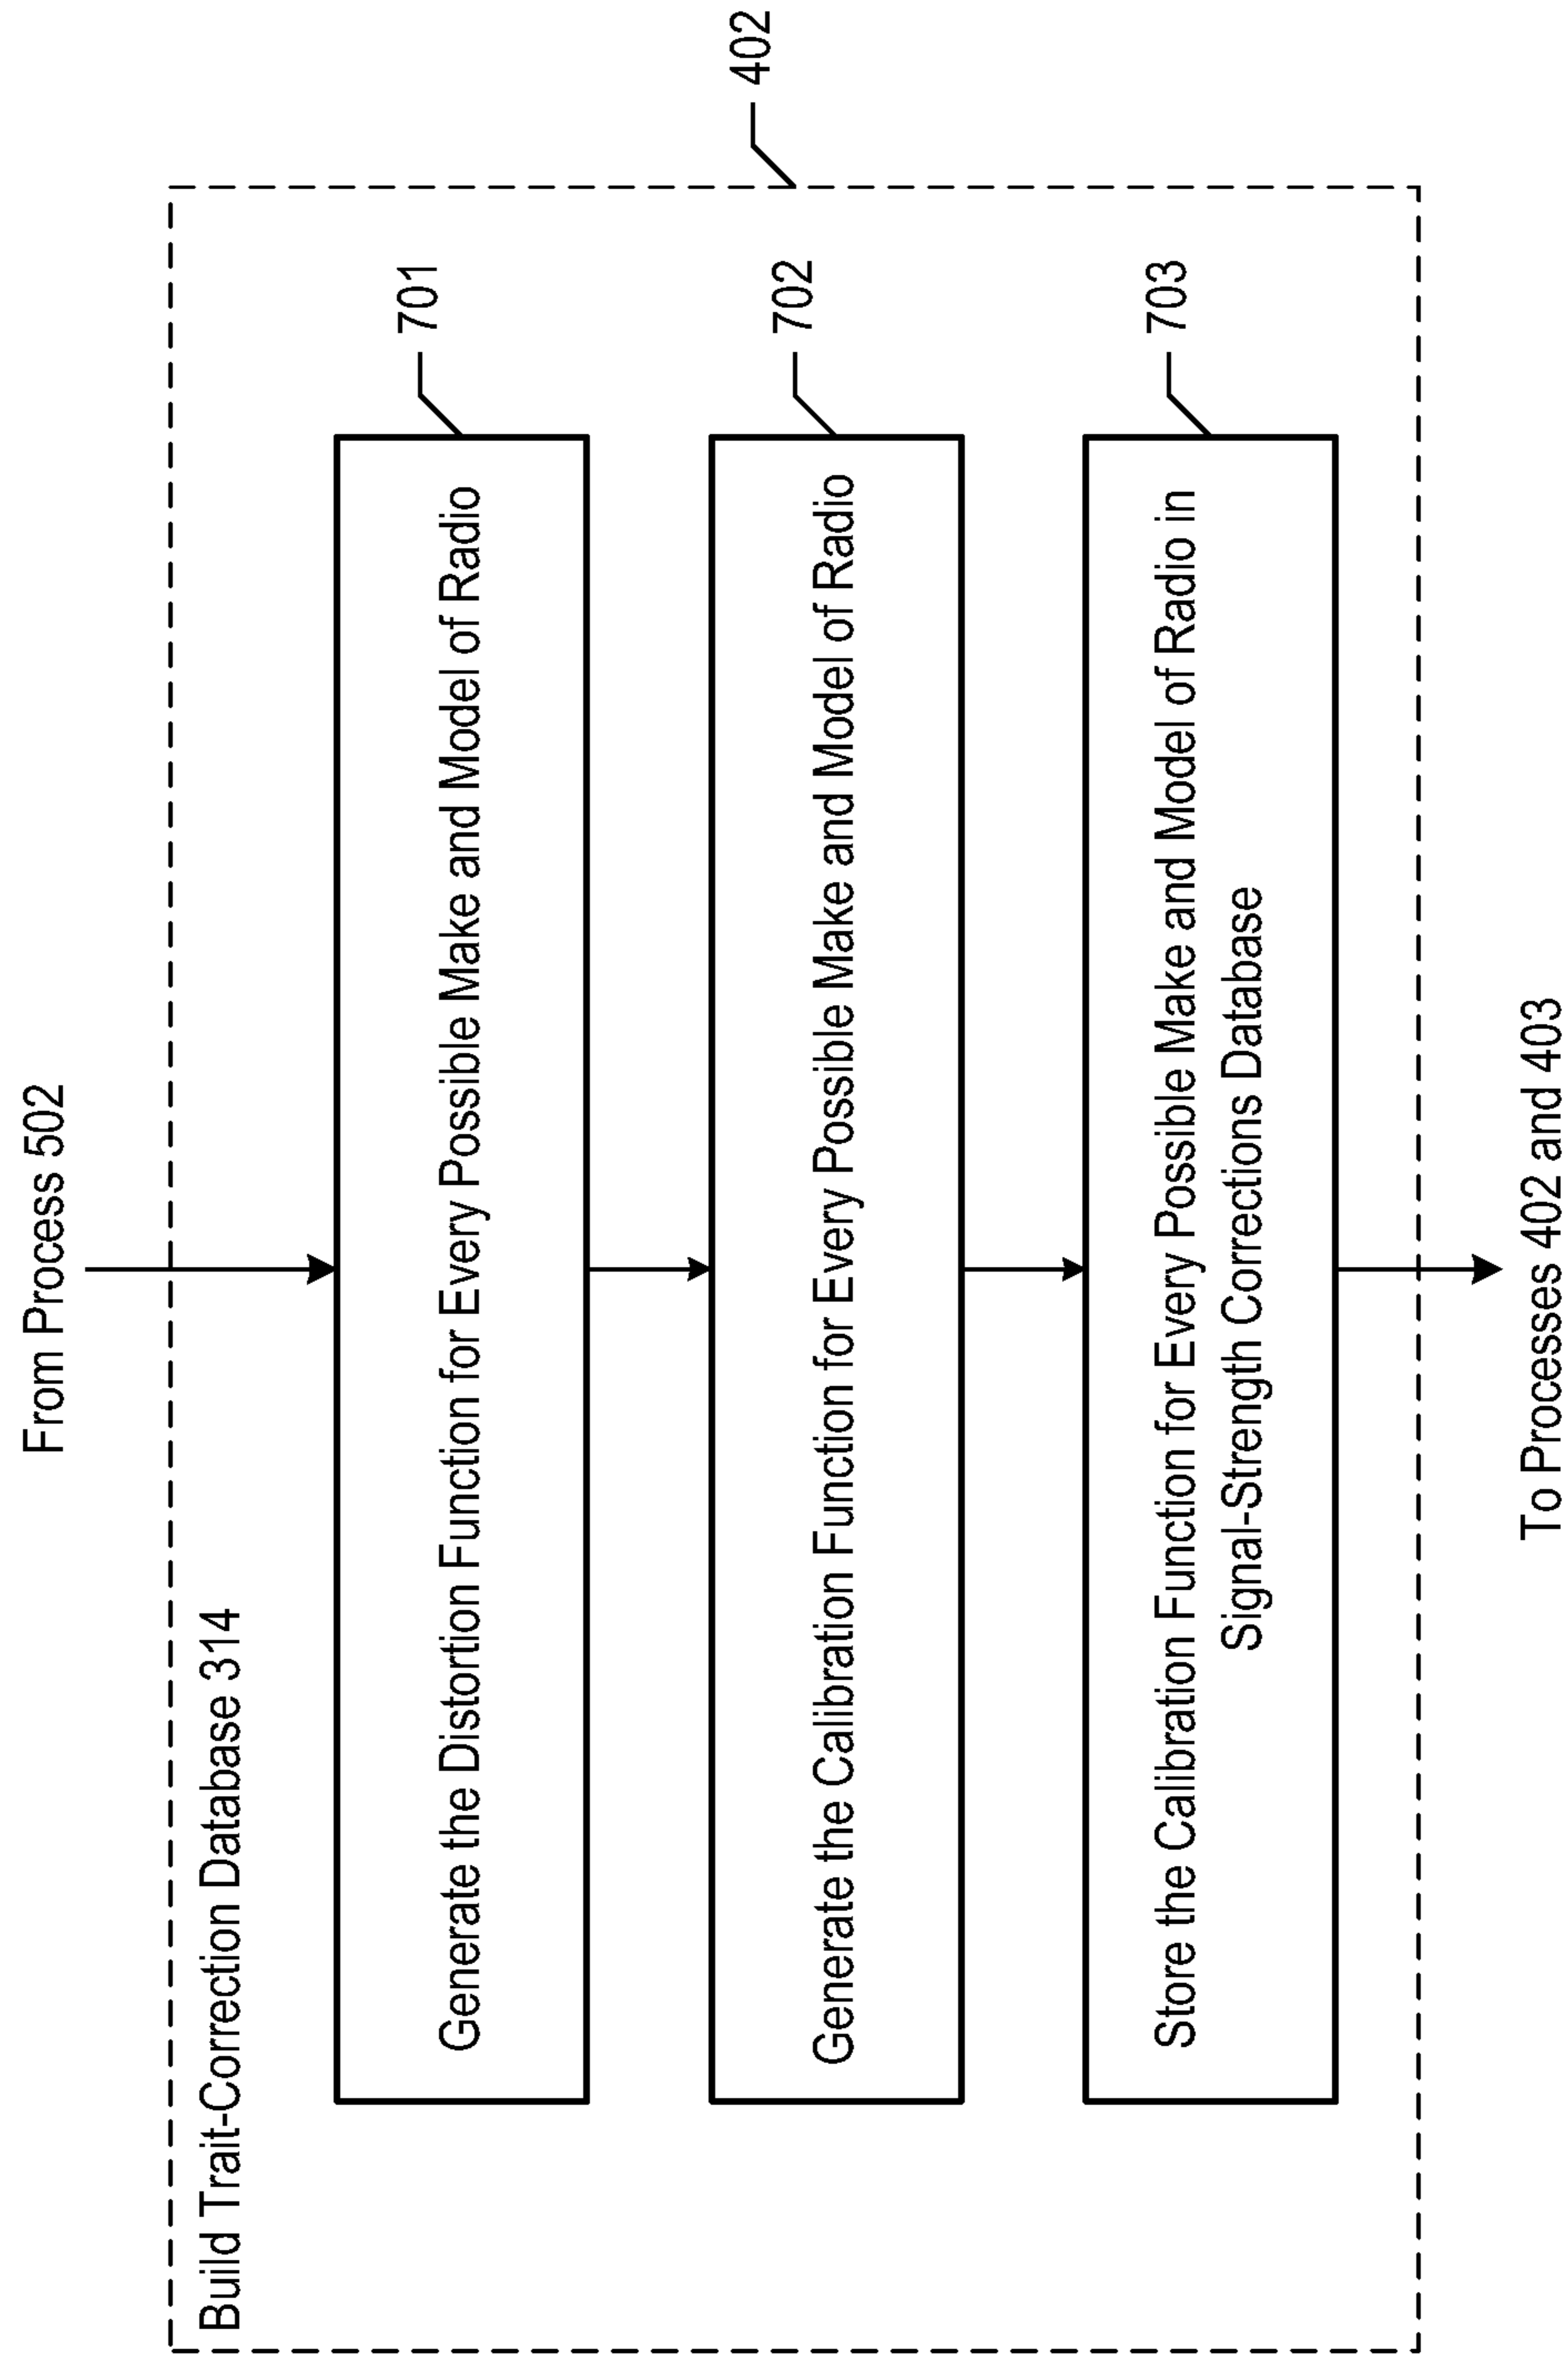 From Process 502
402
Build Trait-Correction Database 314
701
Generate the Distortion Function for Every Possible Make and Model of Radio
702
Generate the Calibration Function for Every Possible Make and Model of Radio
703
Store the Calibration Function for Every Possible Make and Model of Radio in
Signal-Strength Corrections Database
To Processes 402 and 403